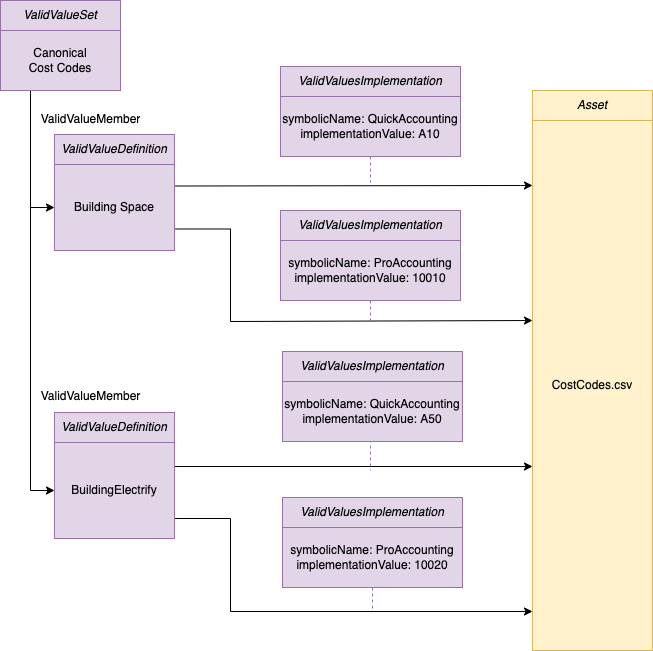 ValidValueSet
Canonical
Cost Codes
ValidValueMember
ValidValueDefinition
Building Space
ValidValuesImplementation
symbolicName: QuickAccounting
implementationValue: A10
ValidValuesImplementation
symbolicName: ProAccounting
implementationValue: 10010
Asset
CostCodes.csv
ValidValueMember
ValidValueDefinition
BuildingElectrify
ValidValuesImplementation
symbolicName: QuickAccounting
implementationValue: A50
ValidValuesImplementation
symbolicName: ProAccounting
implementationValue: 10020